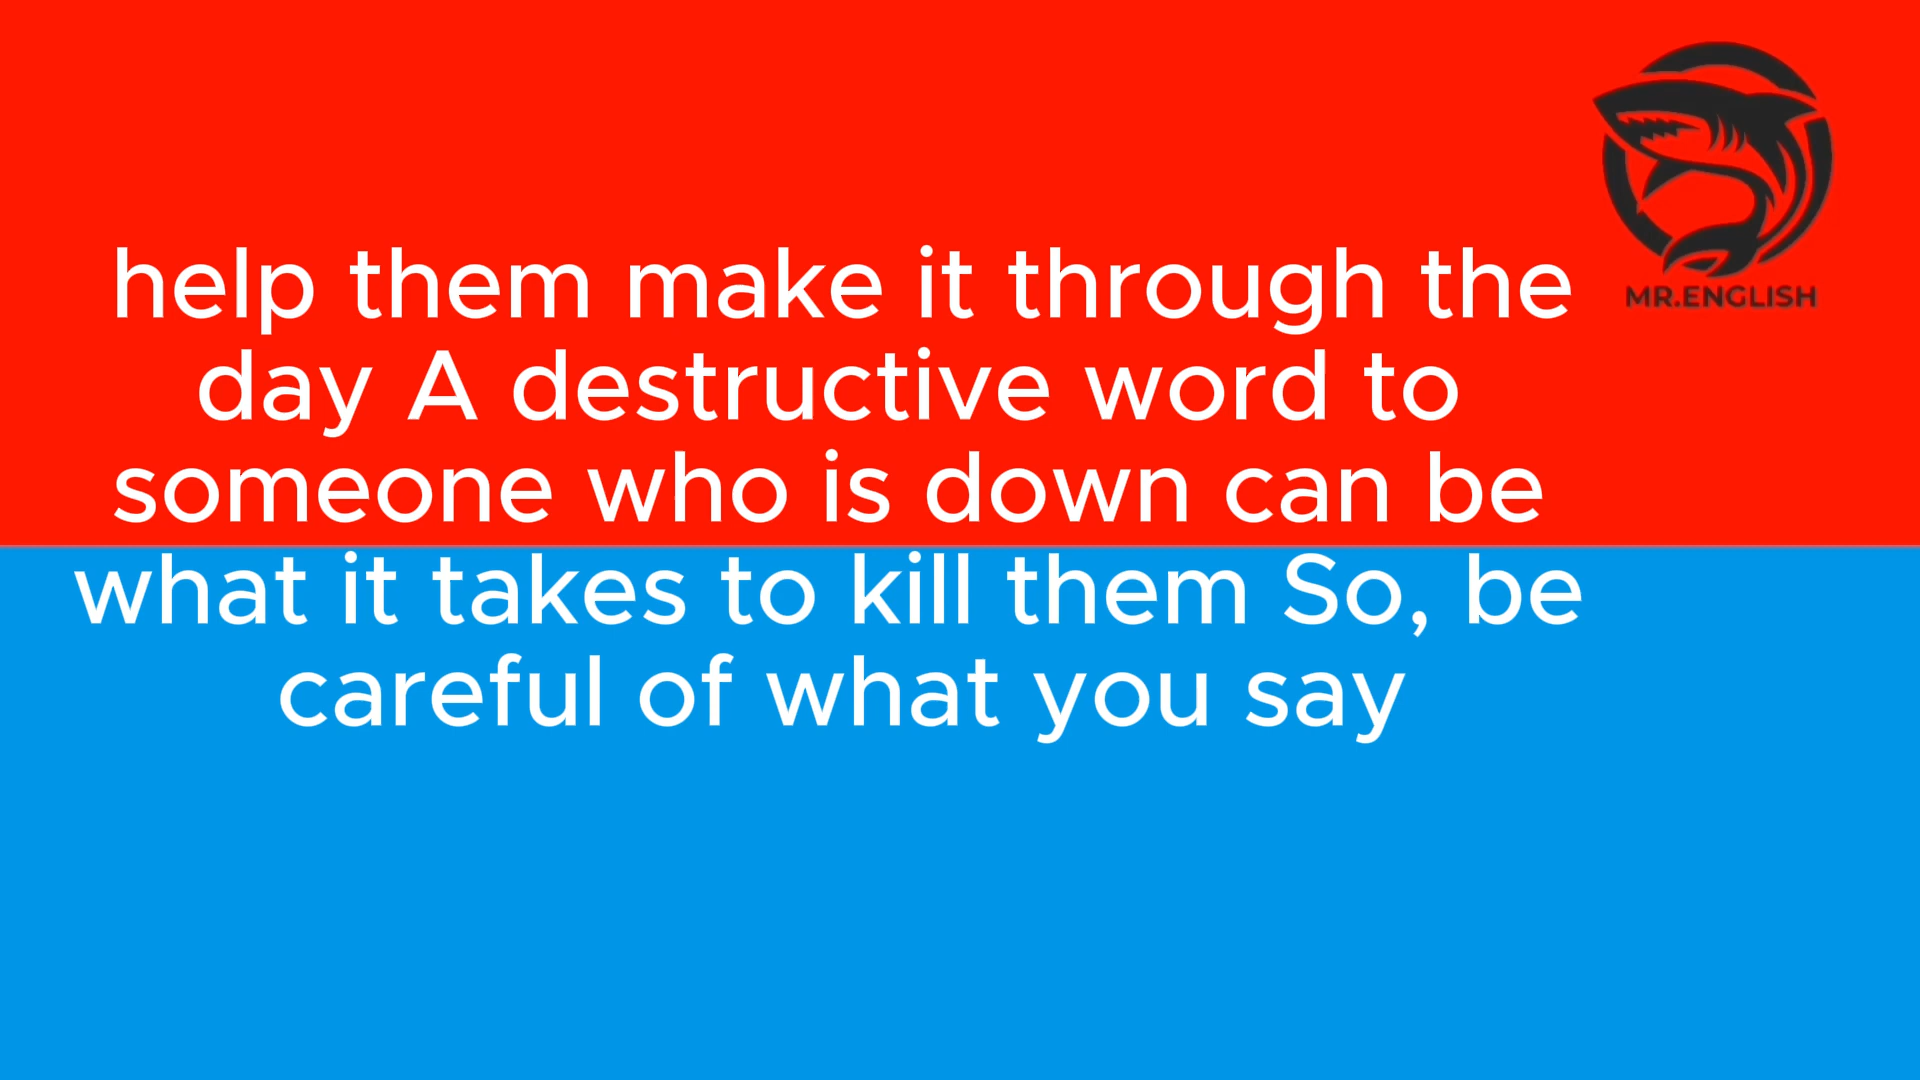 MR.ENGLISH
help them make it through the
day A destructive word to
someone who is down can be
what it takes to kill them So, be
careful of what you say